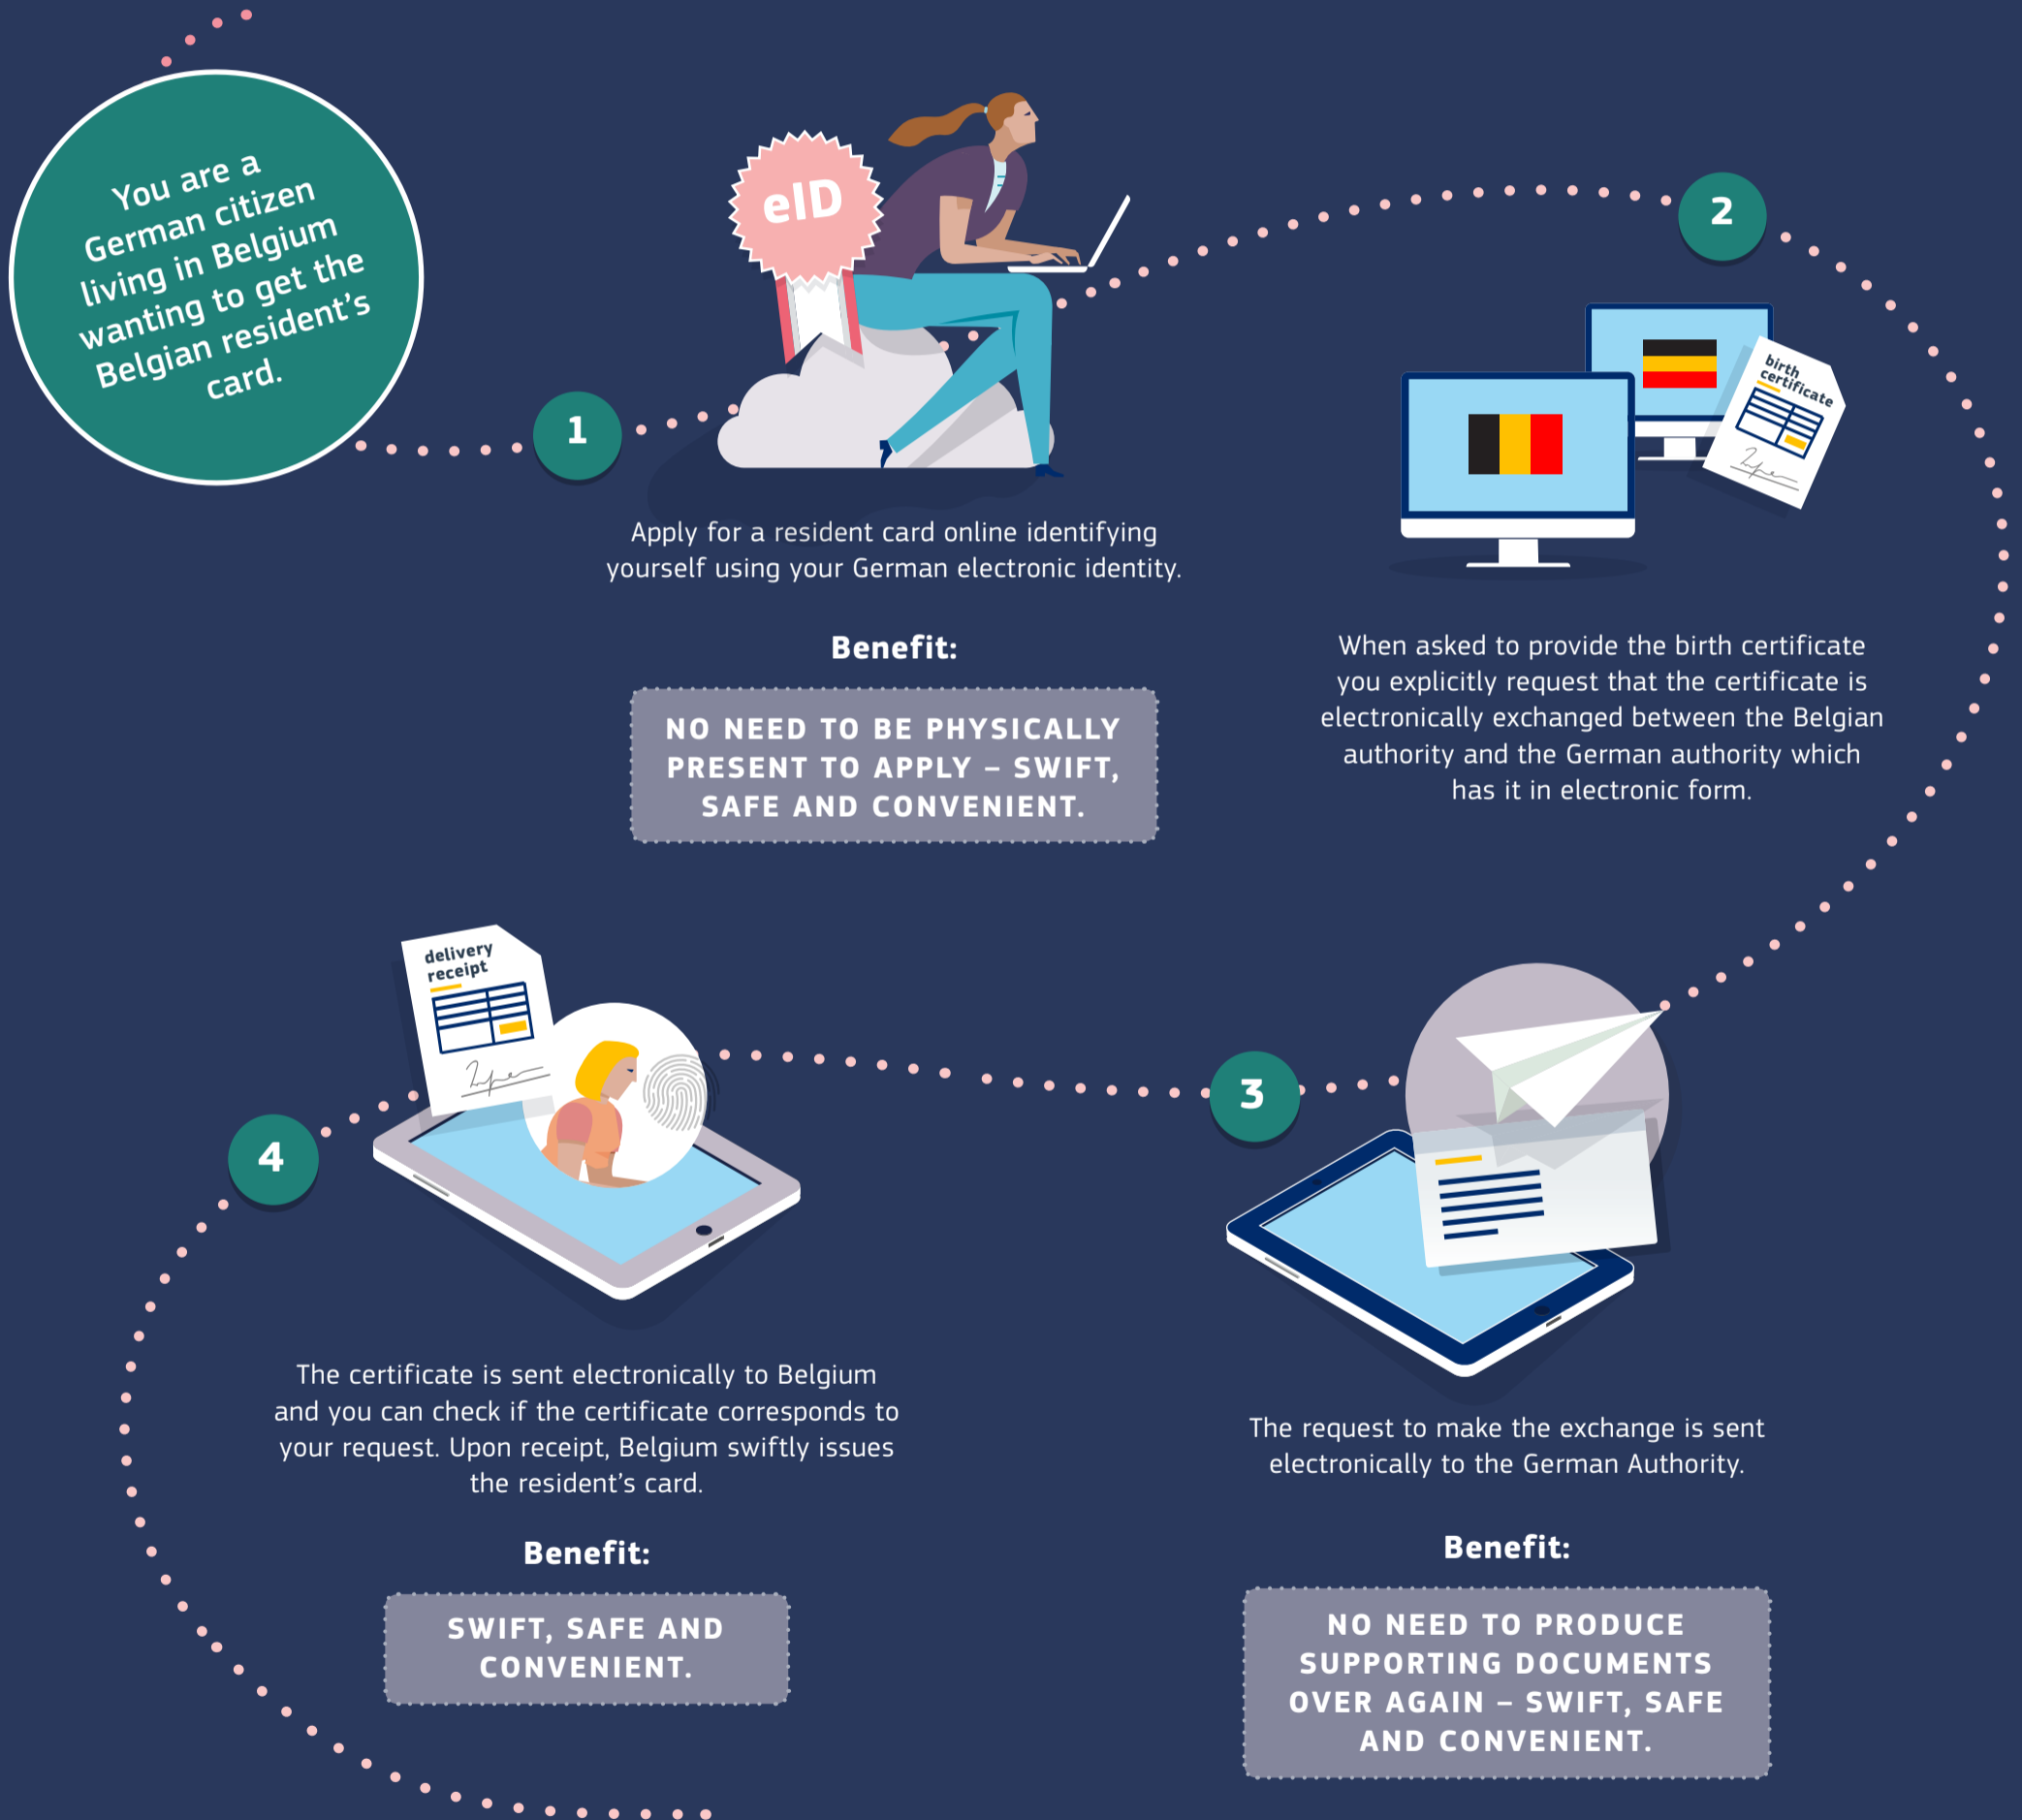 You are a
German citizen
living in Belgium
wanting to get the
Belgian resident's
card.
1
eID
Apply for a resident card online identifying
yourself using your German electronic identity.
Benefit:
NO NEED TO BE PHYSICALLY
PRESENT TO APPLY – SWIFT,
SAFE AND CONVENIENT.
2
birth
certificate
When asked to provide the birth certificate
you explicitly request that the certificate is
electronically exchanged between the Belgian
authority and the German authority which
has it in electronic form.
3
The request to make the exchange is sent
electronically to the German Authority.
Benefit:
NO NEED TO PRODUCE
SUPPORTING DOCUMENTS
OVER AGAIN – SWIFT, SAFE
AND CONVENIENT.
4
delivery
receipt
The certificate is sent electronically to Belgium
and you can check if the certificate corresponds to
your request. Upon receipt, Belgium swiftly issues
the resident's card.
Benefit:
SWIFT, SAFE AND
CONVENIENT.